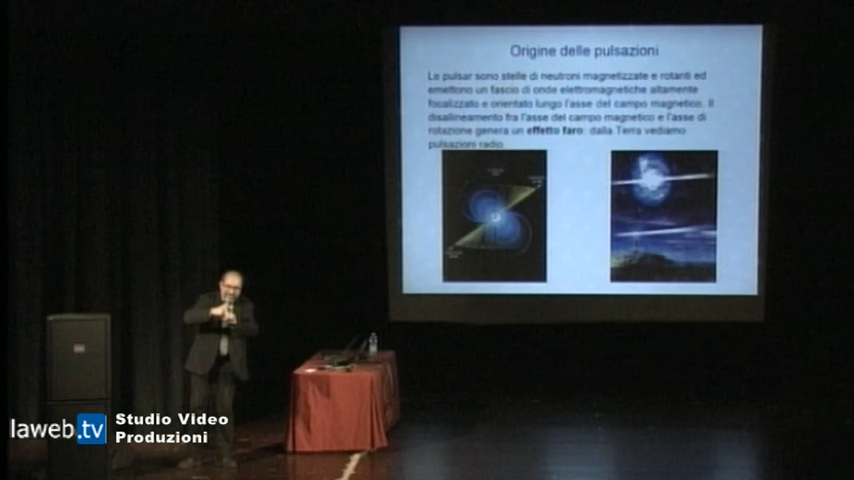 Origine delle pulsazioni
Le pulsar sono stelle di neutroni magnetizzate e rotanti ed
emettono un fascio di onde elettromagnetiche altamente
focalizzato e orientato lungo l'asse del campo magnetico. Il
disallineamento fra l'asse del campo magnetico e l'asse di
rotazione genera un effetto faro: dalla Terra vediamo
pulsazioni radio
laweb.tv
Studio Video
Produzioni